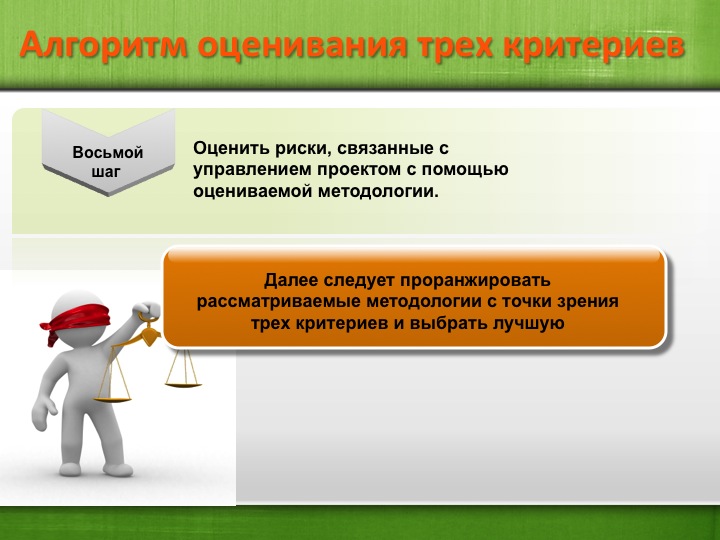 Алгоритм оценивания трех критериев
Восьмой
шаг
Оценить риски, связанные с
управлением проектом с помощью
оцениваемой методологии.
Далее следует проранжировать
рассматриваемые методологии с точки зрения
трех критериев и выбрать лучшую